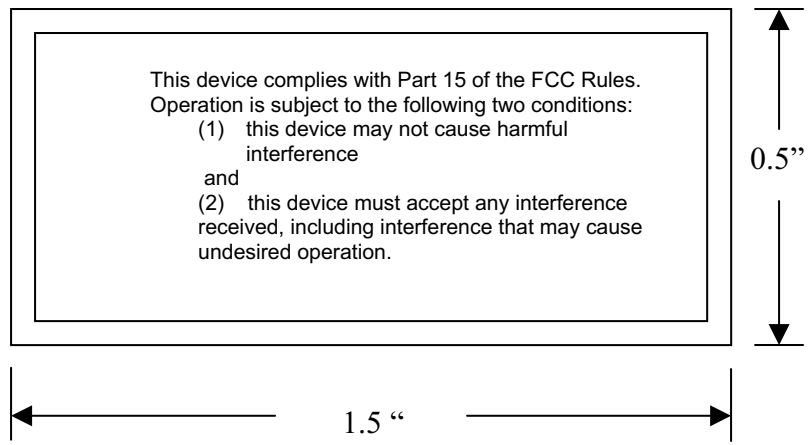 This device complies with Part 15 of the FCC Rules.
Operation is subject to the following two conditions:
(1) this device may not cause harmful
interference
and
(2) this device must accept any interference
received, including interference that may cause
undesired operation.
0.5”
1.5 “